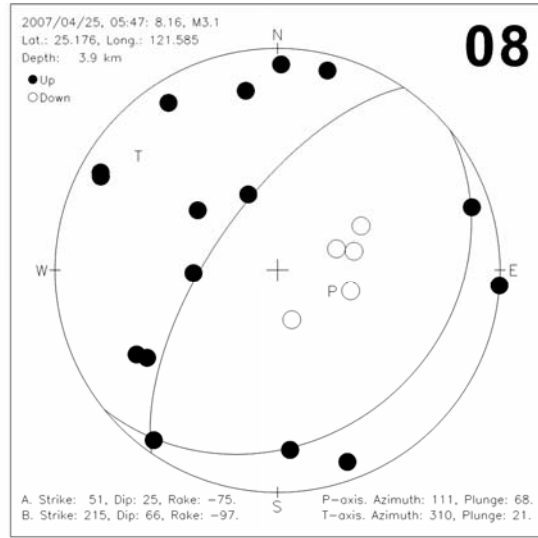 2007/04/25, 05:47: 8.16, M3.1
Lat.: 25.176, Long.: 121.585
Depth: 3.9 km
Up
Down
08
N
T
W
E
P
S
A. Strike: 51, Dip: 25, Rake: -75.
B. Strike: 215, Dip: 66, Rake: -97.
P-axis. Azimuth: 111, Plunge: 68.
T-axis. Azimuth: 310, Plunge: 21.